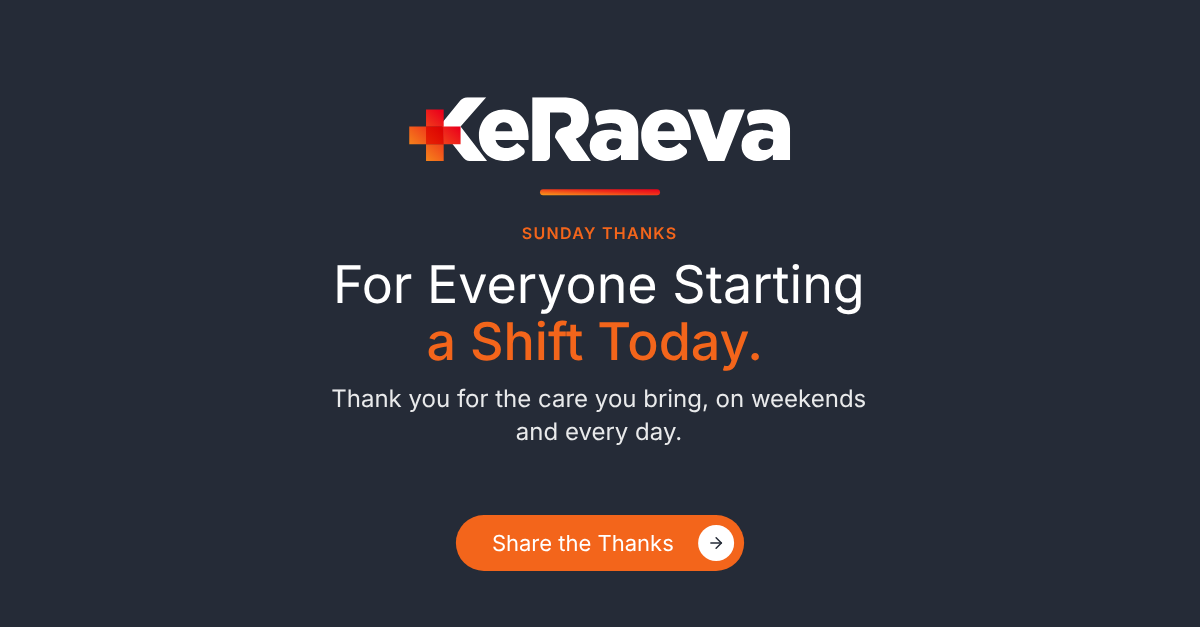 KeRaeva
SUNDAY THANKS
For Everyone Starting
a Shift Today.
Thank you for the care you bring, on weekends
and every day.
Share the Thanks